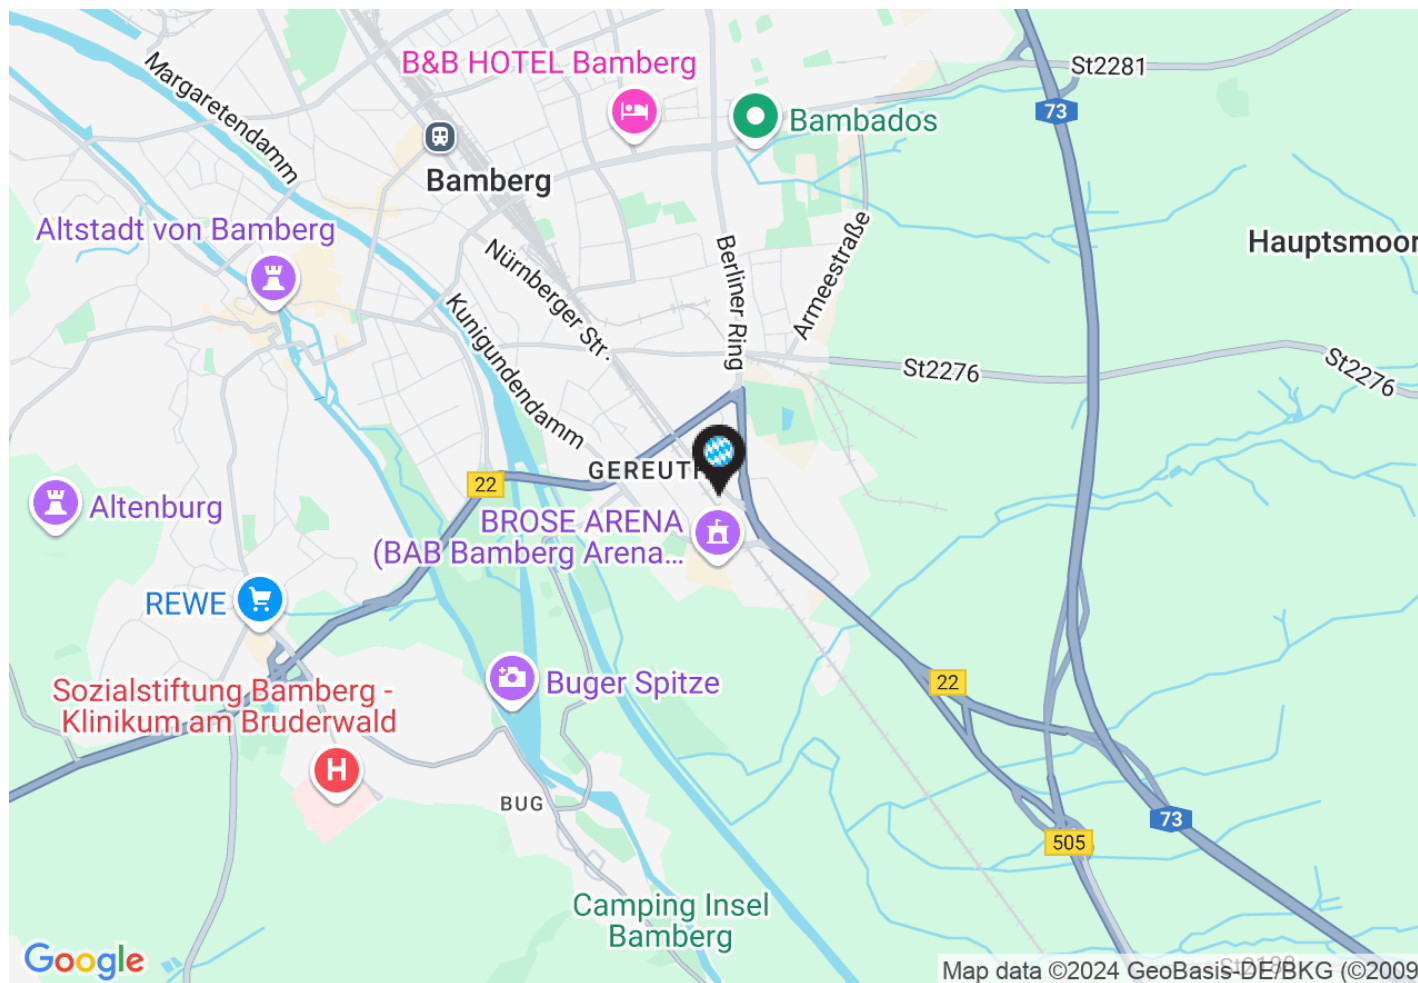 B&B HOTEL Bamberg
St2281
73
Margaretendamm
Bambados
Bamberg
Altstadt von Bamberg
Hauptsmoor
Berliner Ring
Armeestraße
Nürnberger Str.
Kunigundendamm
St2276
St2276
GEREUTH
22
Altenburg
BROSE ARENA
(BAB Bamberg Arena...
REWE
Buger Spitze
22
Sozialstiftung Bamberg -
Klinikum am Bruderwald
H
BUG
73
505
Camping Insel
Bamberg
Google
Map data ©2024 GeoBasis-DE/BKG (©2009